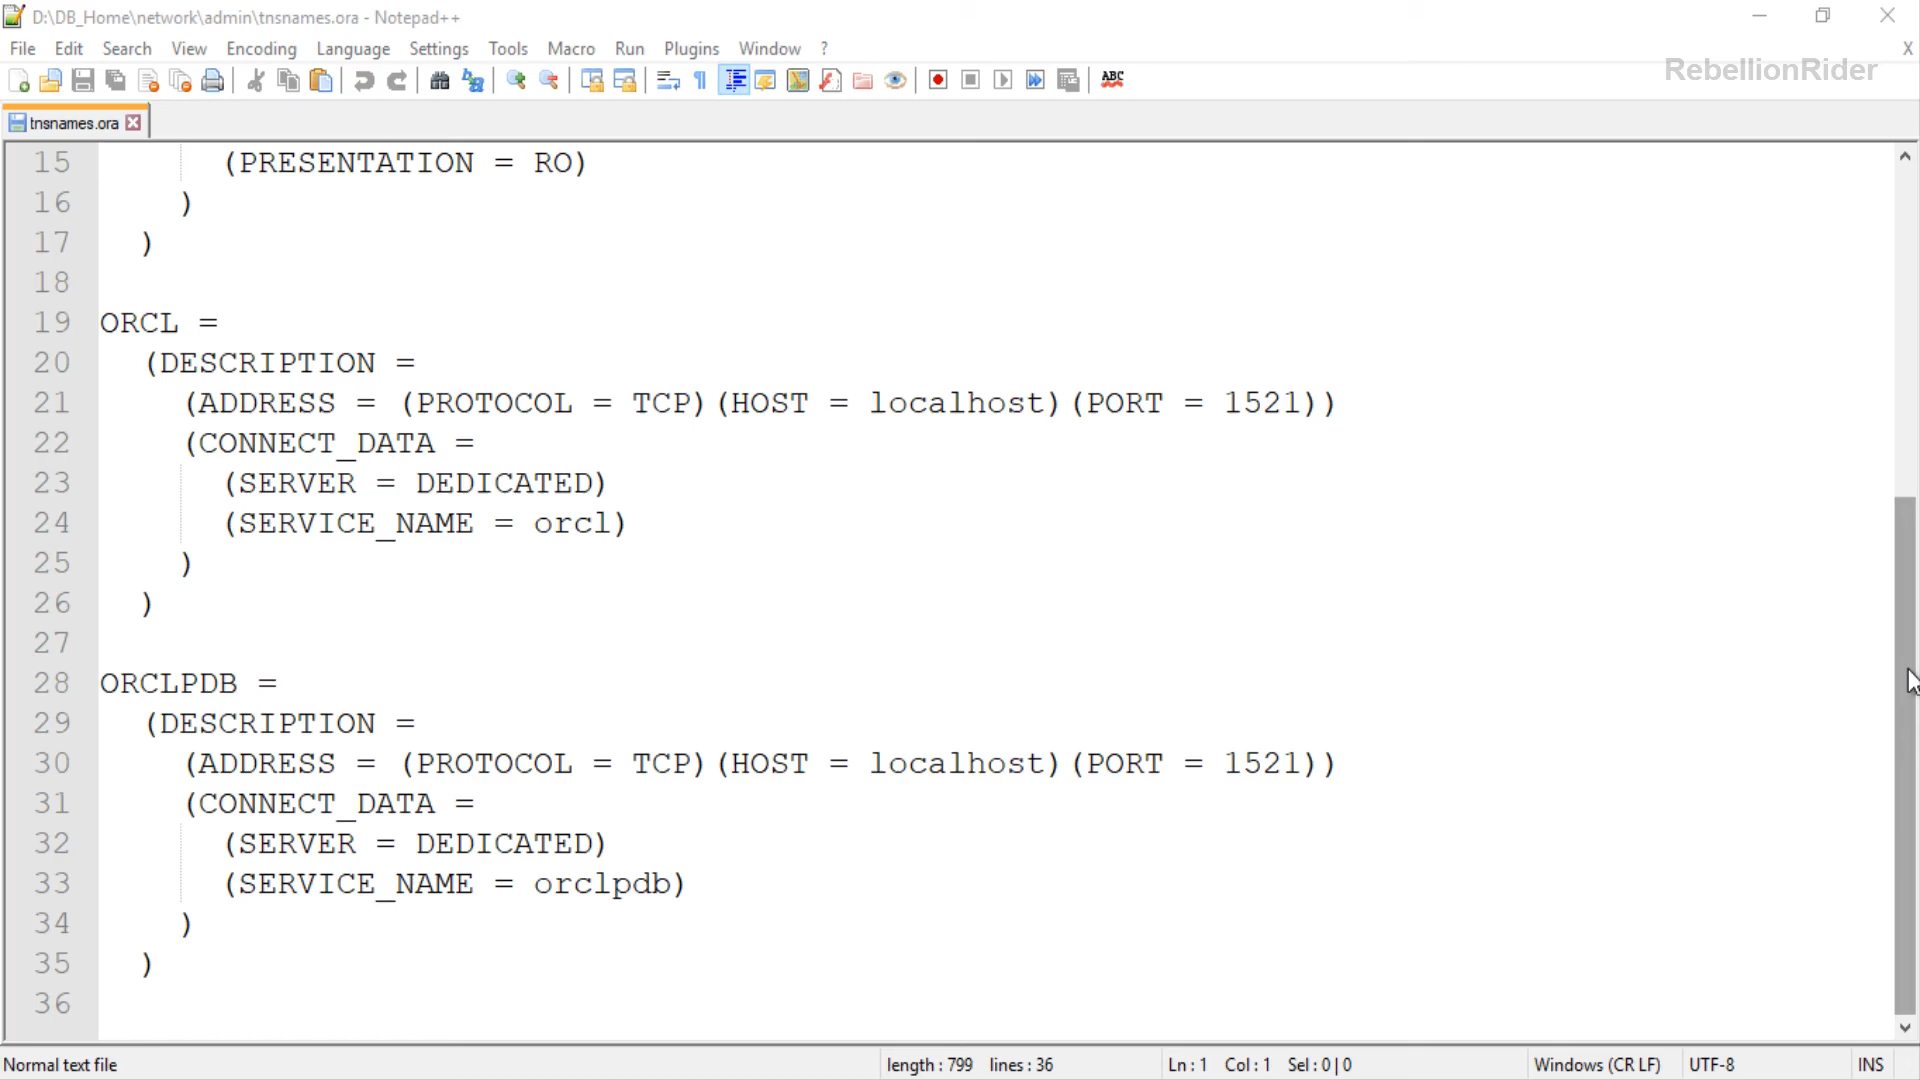 D:\DB_Home\network\admin\tnsnames.ora - Notepad++
File Edit Search View Encoding Language Settings Tools Macro Run Plugins Window ? X
RebellionRider
ABC
tnsnames.ora
15 (PRESENTATION = RO)
16 )
17 )
18
19 ORCL =
20 (DESCRIPTION =
21 (ADDRESS = (PROTOCOL = TCP)(HOST = localhost)(PORT = 1521))
22 (CONNECT_DATA =
23 (SERVER = DEDICATED)
24 (SERVICE_NAME = orcl)
25 )
26 )
27
28 ORCLPDB =
29 (DESCRIPTION =
30 (ADDRESS = (PROTOCOL = TCP)(HOST = localhost)(PORT = 1521))
31 (CONNECT_DATA =
32 (SERVER = DEDICATED)
33 (SERVICE_NAME = orclpdb)
34 )
35 )
36
Normal text file length : 799 lines : 36 Ln : 1 Col : 1 Sel : 0 | 0 Windows (CR LF) UTF-8 INS